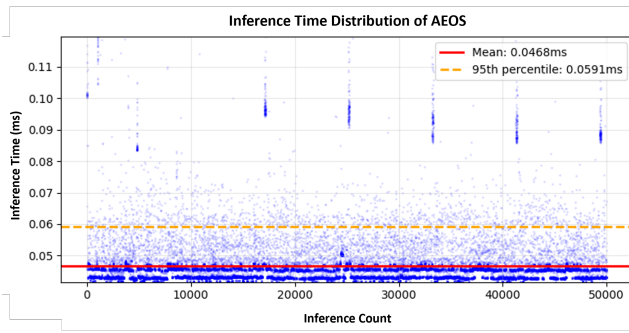 Inference Time Distribution of AEOS
Mean: 0.0468ms
95th percentile: 0.0591ms
Inference Time (ms)
0.11
0.10
0.09
0.08
0.07
0.06
0.05
0 10000 20000 30000 40000 50000
Inference Count